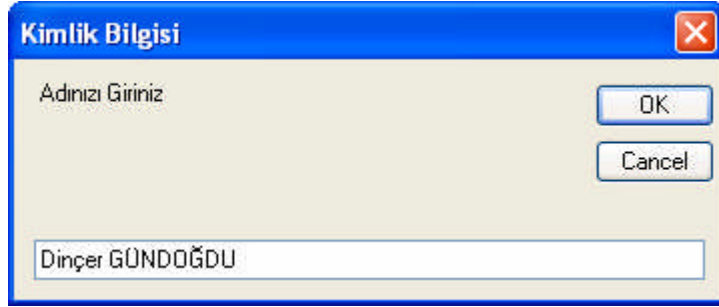 Kimlik Bilgisi
Adınızı Giriniz
OK
Cancel
Dinçer GÜNDOĞDU